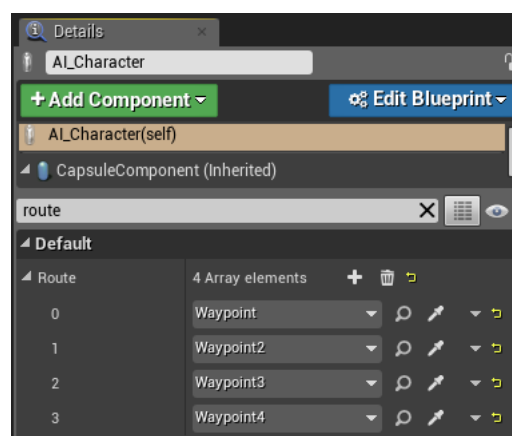 Details
AI_Character
+Add Component
Edit Blueprint
AI_Character(self)
CapsuleComponent (Inherited)
route
Default
Route 4 Array elements
0 Waypoint
1 Waypoint2
2 Waypoint3
3 Waypoint4